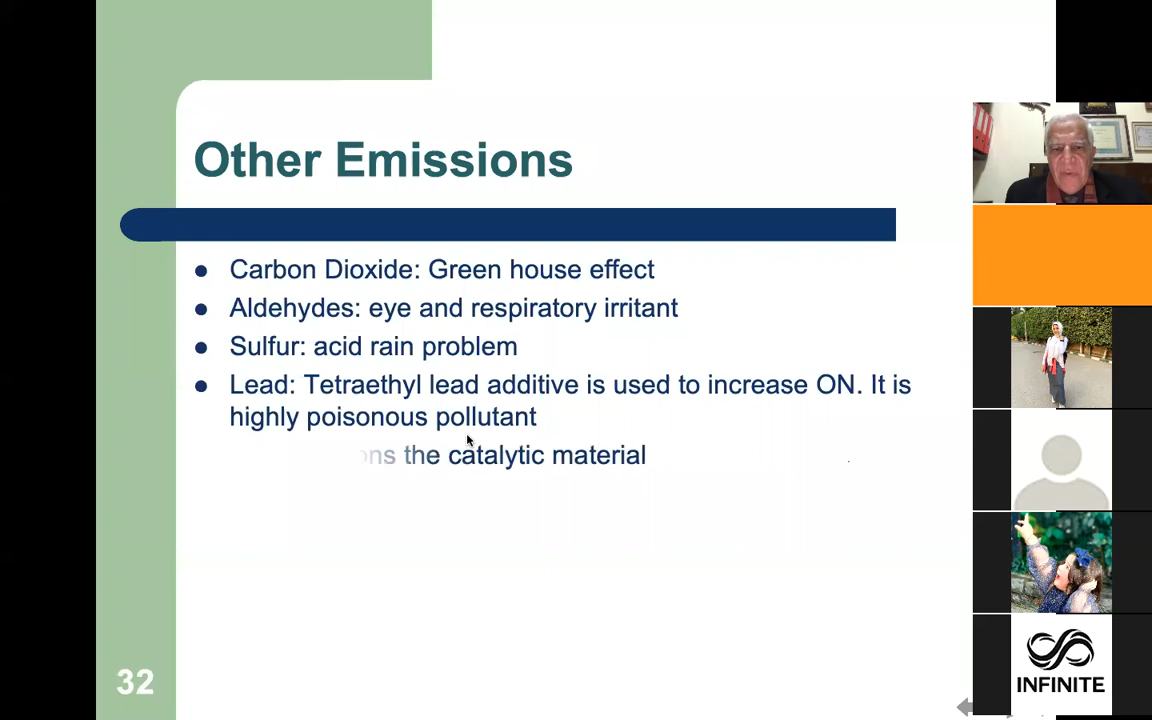 Other Emissions
● Carbon Dioxide: Green house effect
● Aldehydes: eye and respiratory irritant
● Sulfur: acid rain problem
● Lead: Tetraethyl lead additive is used to increase ON. It is
highly poisonous pollutant
the catalytic material
32
INFINITE